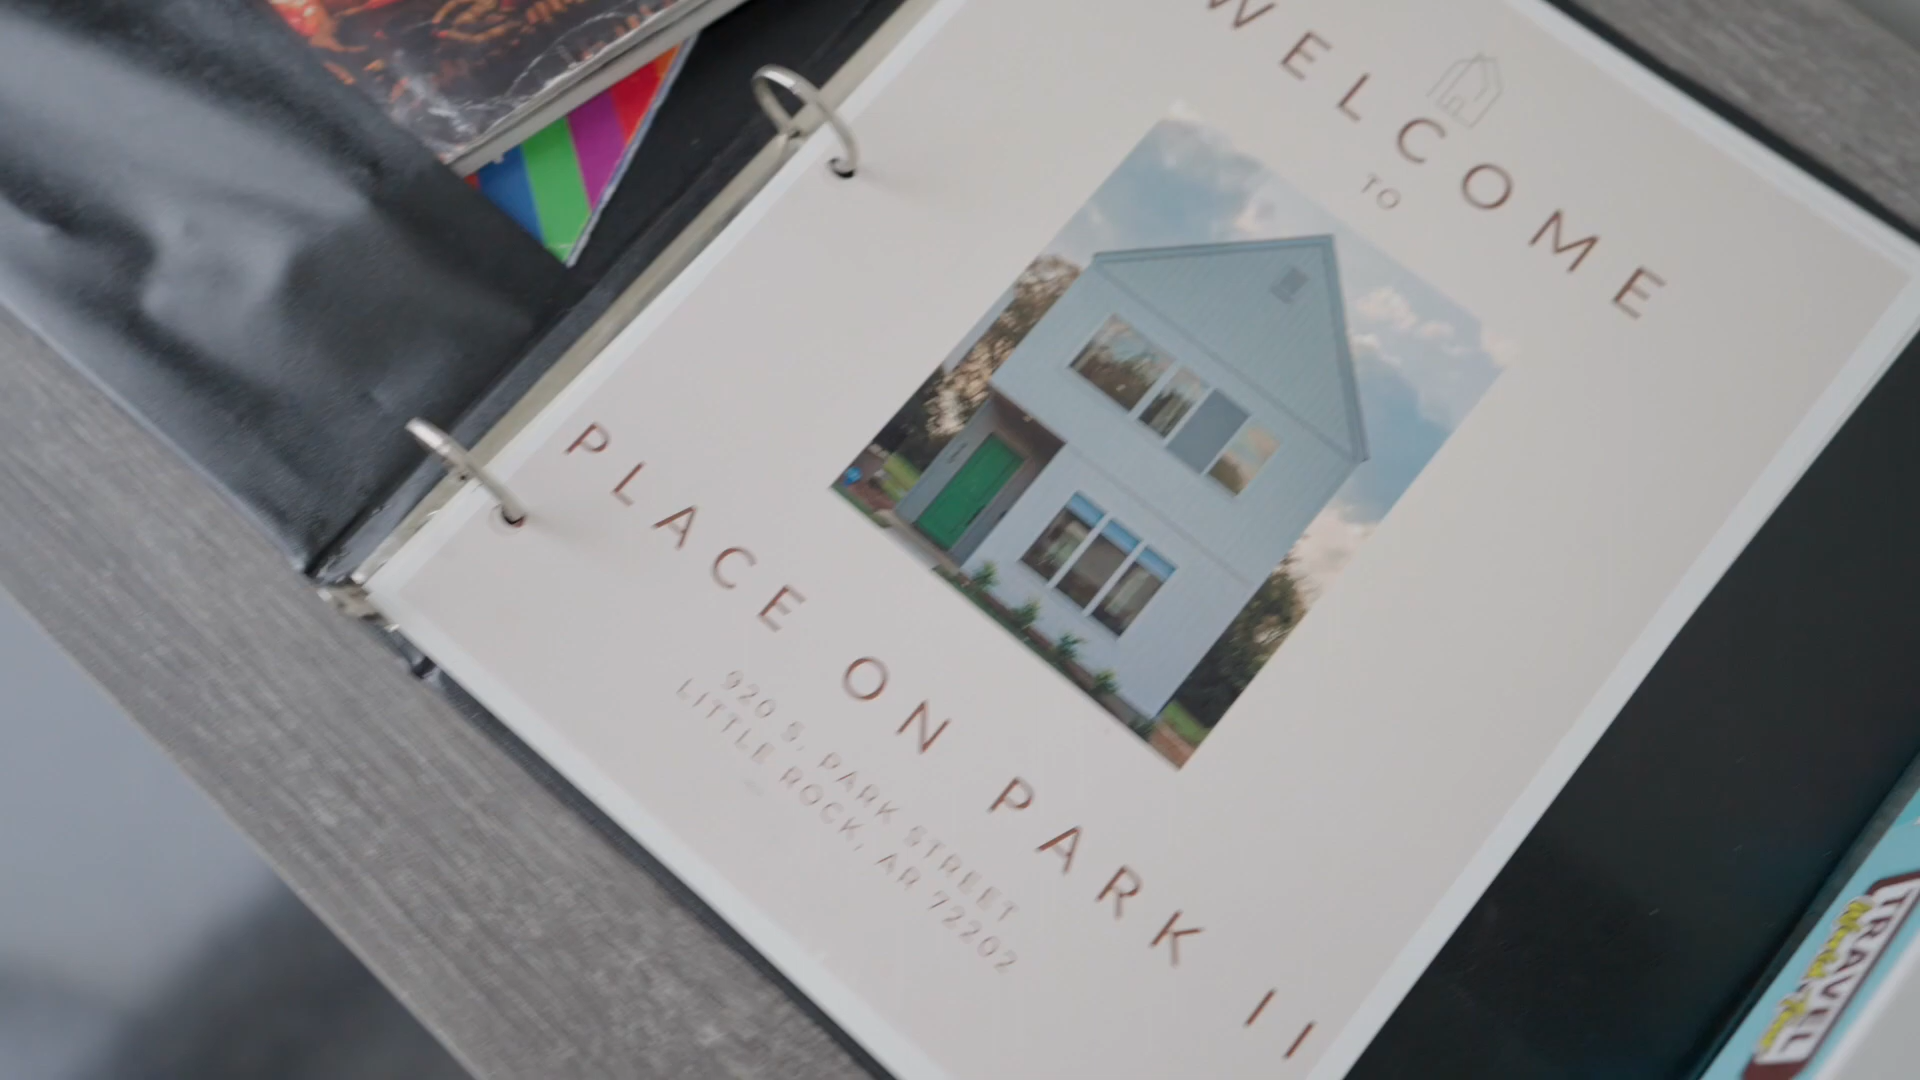 WELCOME
TO
PLACE ON PARK II
920 S. PARK STREET
LITTLE ROCK, AR 72202
TRAVEL